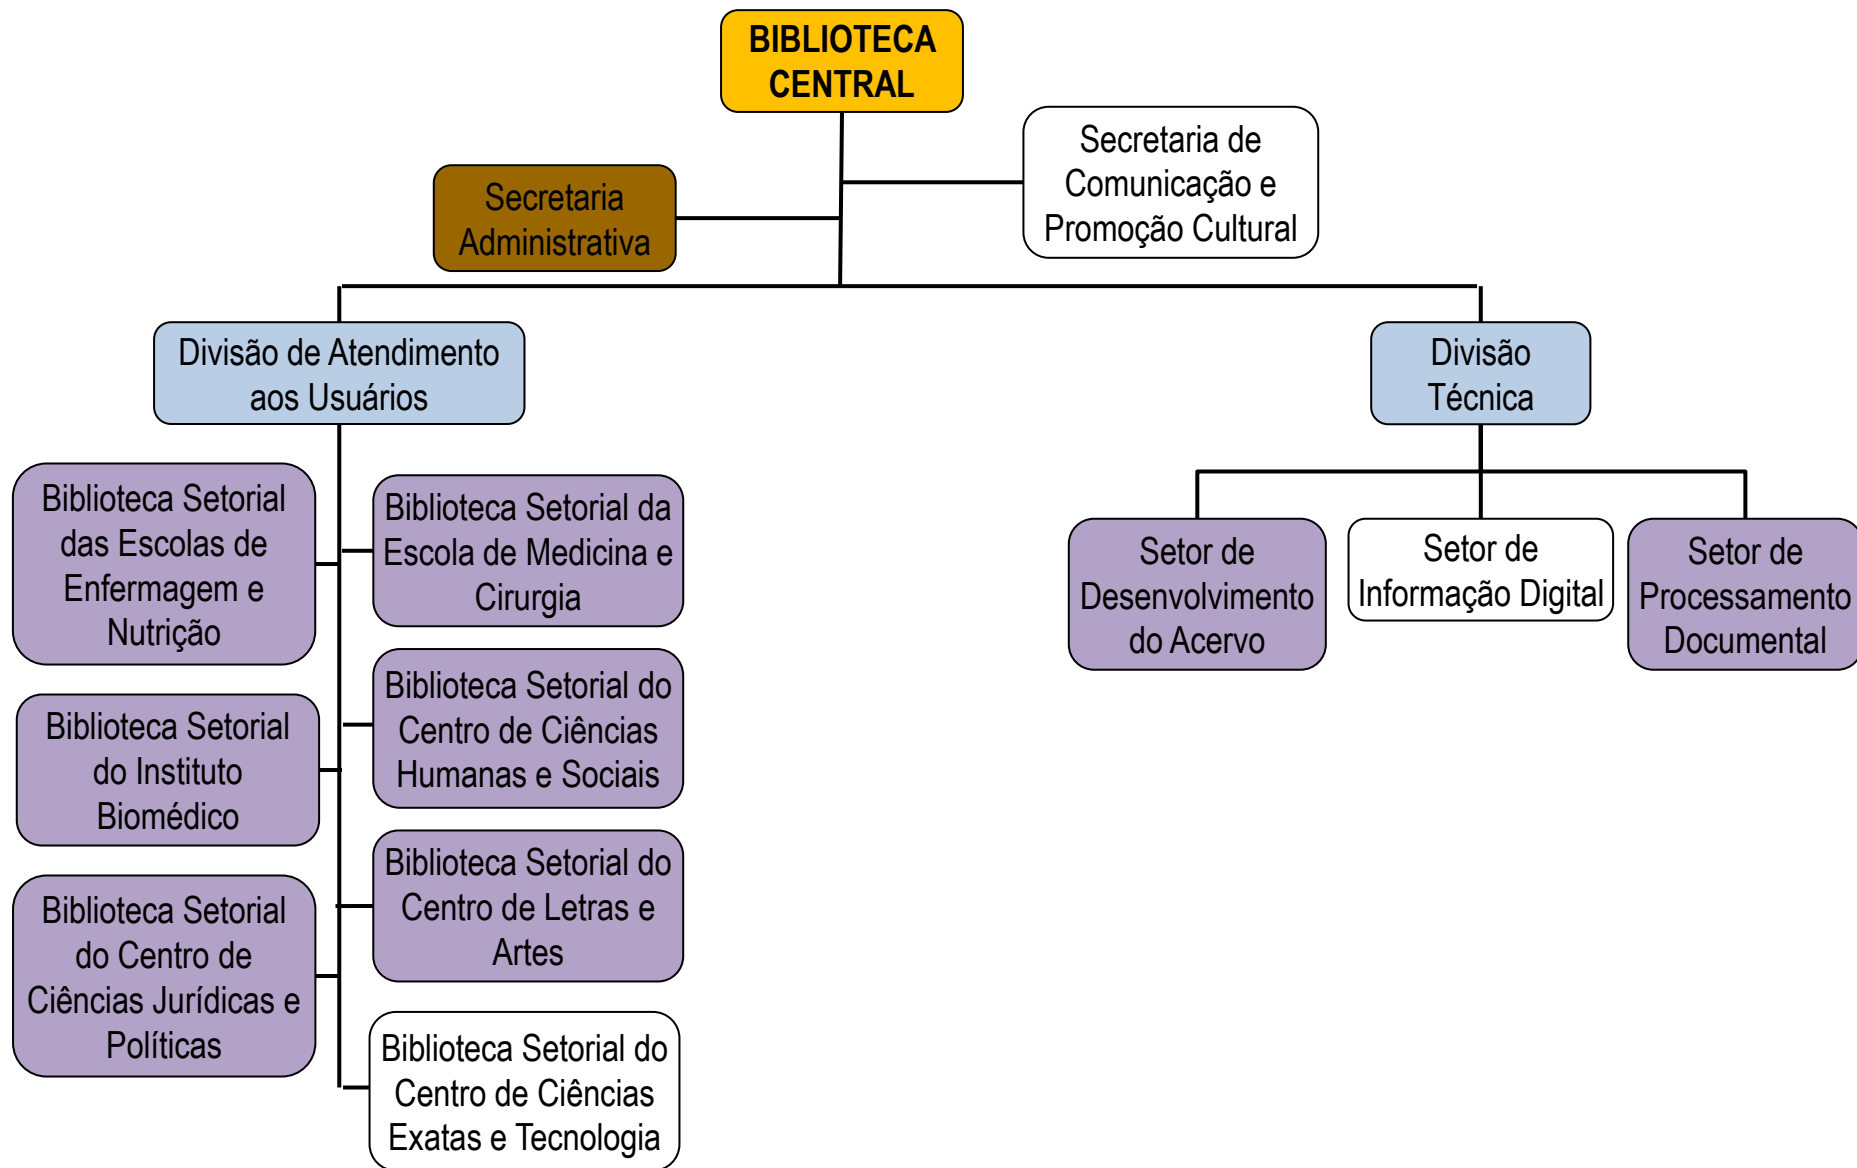 BIBLIOTECA
CENTRAL
Secretaria de
Comunicação e
Promoção Cultural
Secretaria
Administrativa
Divisão de Atendimento
aos Usuários
Divisão
Técnica
Biblioteca Setorial
das Escolas de
Enfermagem e
Nutrição
Biblioteca Setorial da
Escola de Medicina e
Cirurgia
Biblioteca Setorial
do Instituto
Biomédico
Biblioteca Setorial do
Centro de Ciências
Humanas e Sociais
Biblioteca Setorial
do Centro de
Ciências Jurídicas e
Políticas
Biblioteca Setorial do
Centro de Letras e
Artes
Biblioteca Setorial do
Centro de Ciências
Exatas e Tecnologia
Setor de
Desenvolvimento
do Acervo
Setor de
Informação Digital
Setor de
Processamento
Documental